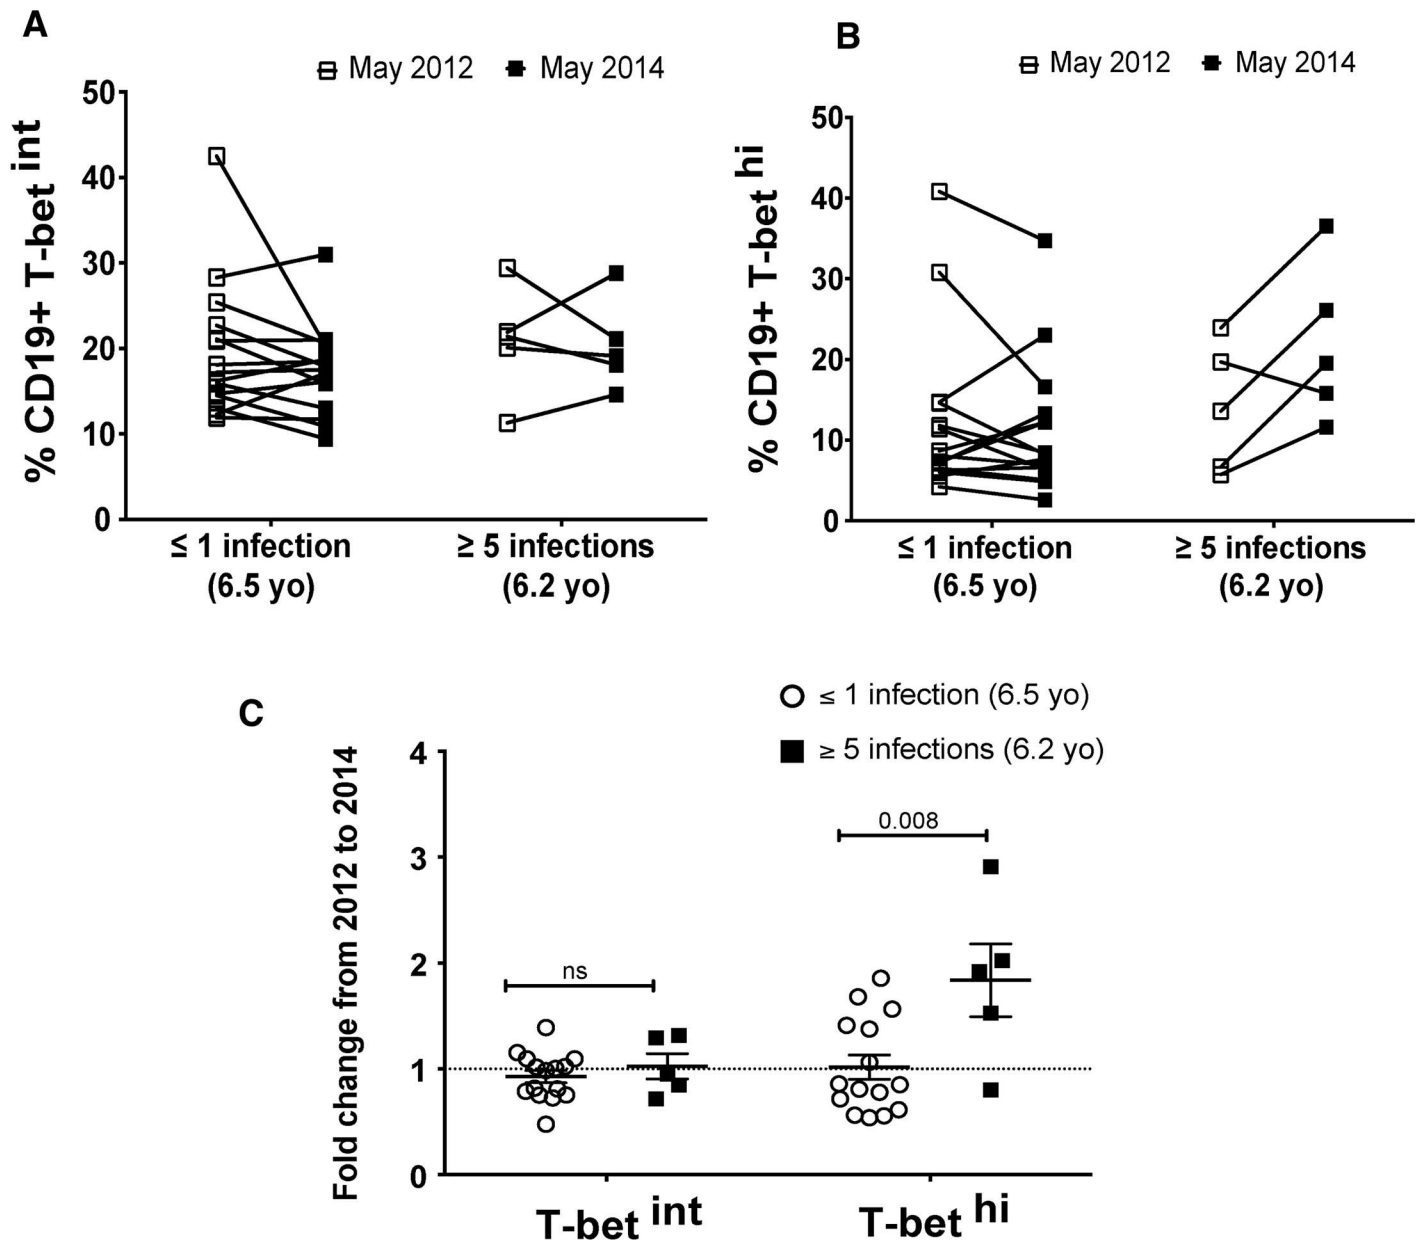 A
May 2012 May 2014
% CD19+ T-bet int
50
40
30
20
10
0
≤ 1 infection ≥ 5 infections
(6.5 yo) (6.2 yo)
B
May 2012 May 2014
% CD19+ T-bet hi
50
40
30
20
10
0
≤ 1 infection ≥ 5 infections
(6.5 yo) (6.2 yo)
C
≤ 1 infection (6.5 yo)
≥ 5 infections (6.2 yo)
Fold change from 2012 to 2014
4
3
2
1
0
ns
0.008
T-bet int T-bet hi